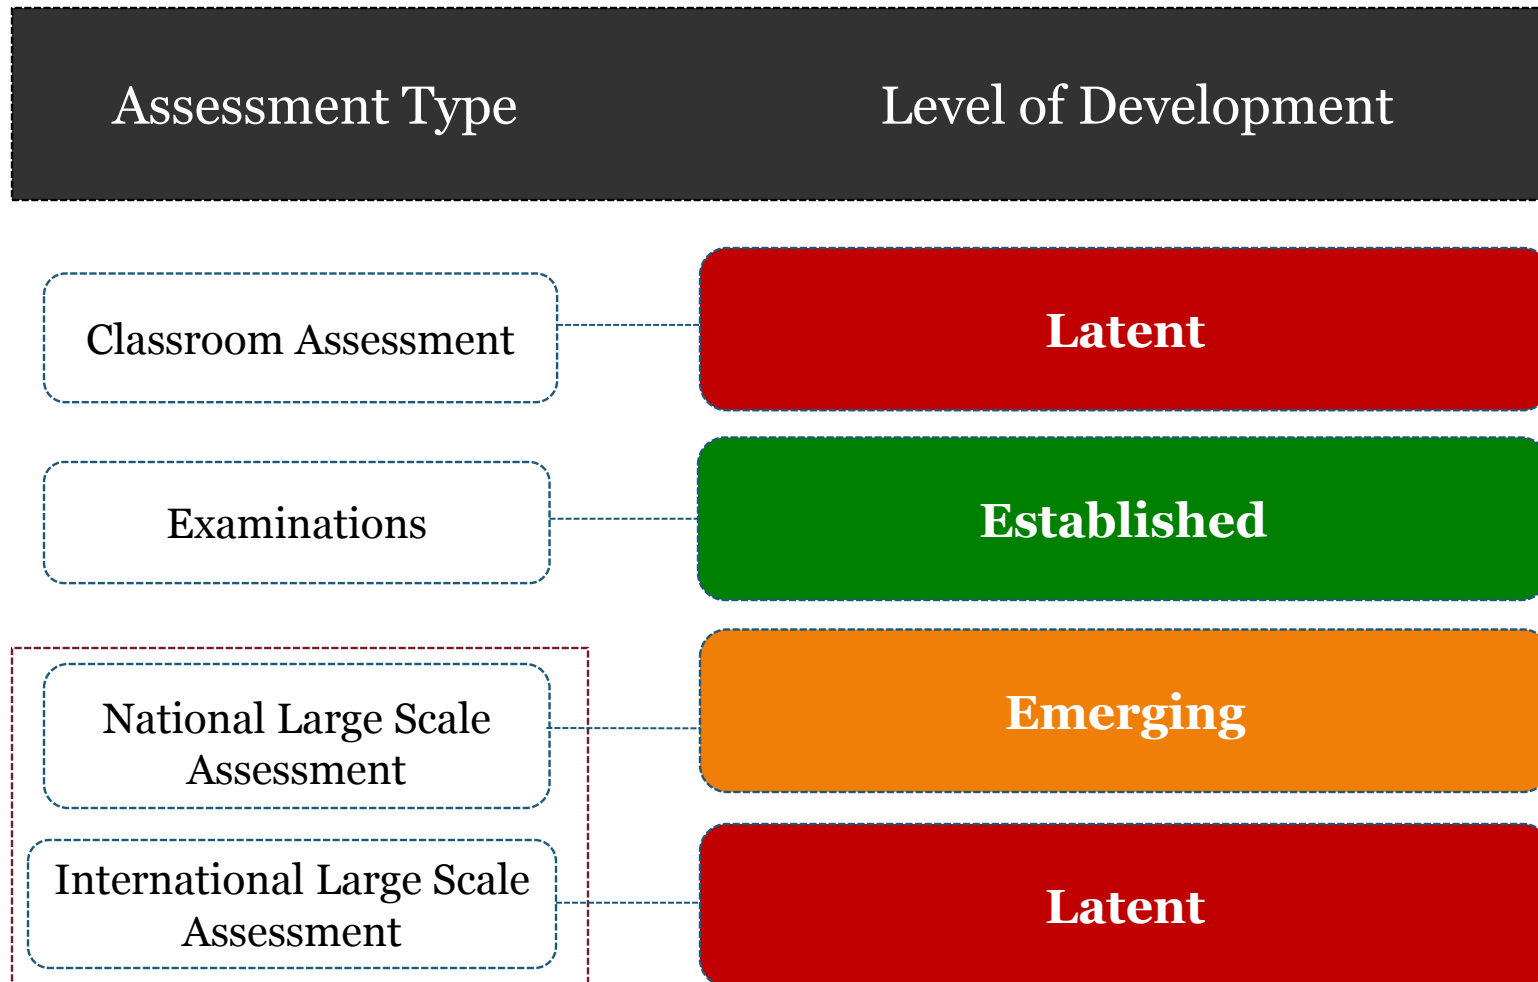 Assessment Type
Level of Development
Classroom Assessment
Latent
Examinations
Established
National Large Scale
Assessment
Emerging
International Large Scale
Assessment
Latent